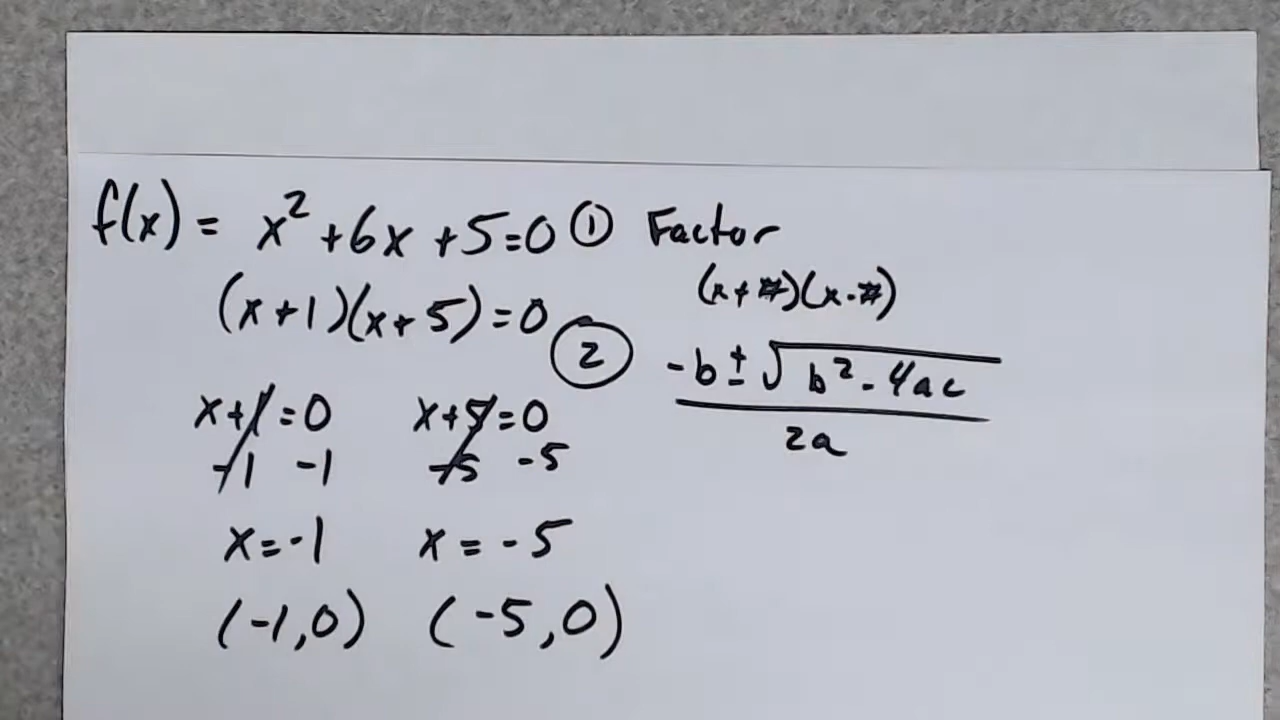 f(x) = x² +6x +5=0 ① Factor
(x+#)(x-#)
(x+1)(x+5)=0
② -b±√(b²-4ac)
2a
x+1=0 x+5=0
-1 -1 -5 -5
x=-1 x=-5
(-1,0) (-5,0)